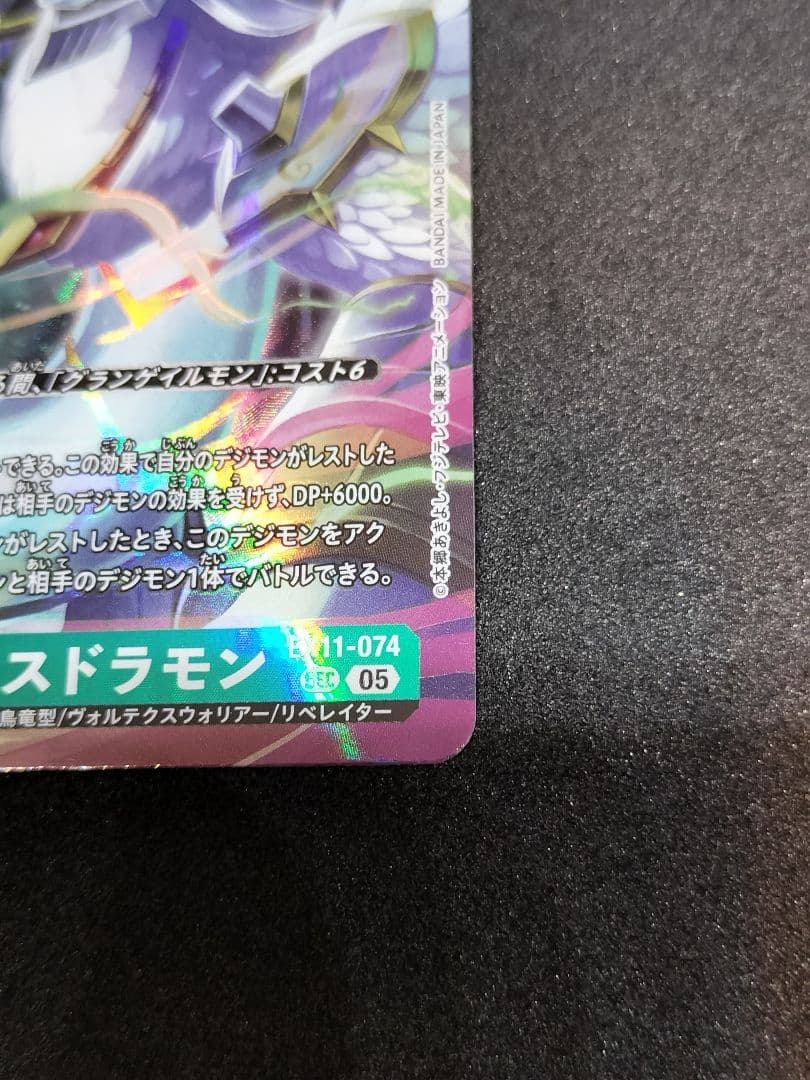 る間、「グランゲイルモン」:コスト6
できる。この効果で自分のデジモンがレストした
は相手のデジモンの効果を受けず、DP+6000。
ンがレストしたとき、このデジモンをアク
ンと相手のデジモン1体でバトルできる。
スドラモン
EX11-074
SEC 05
鳥竜型/ヴォルテクスウォリアー/リベレイター
©本郷あきよし・フジテレビ・東映アニメーション BANDAI MADE IN JAPAN